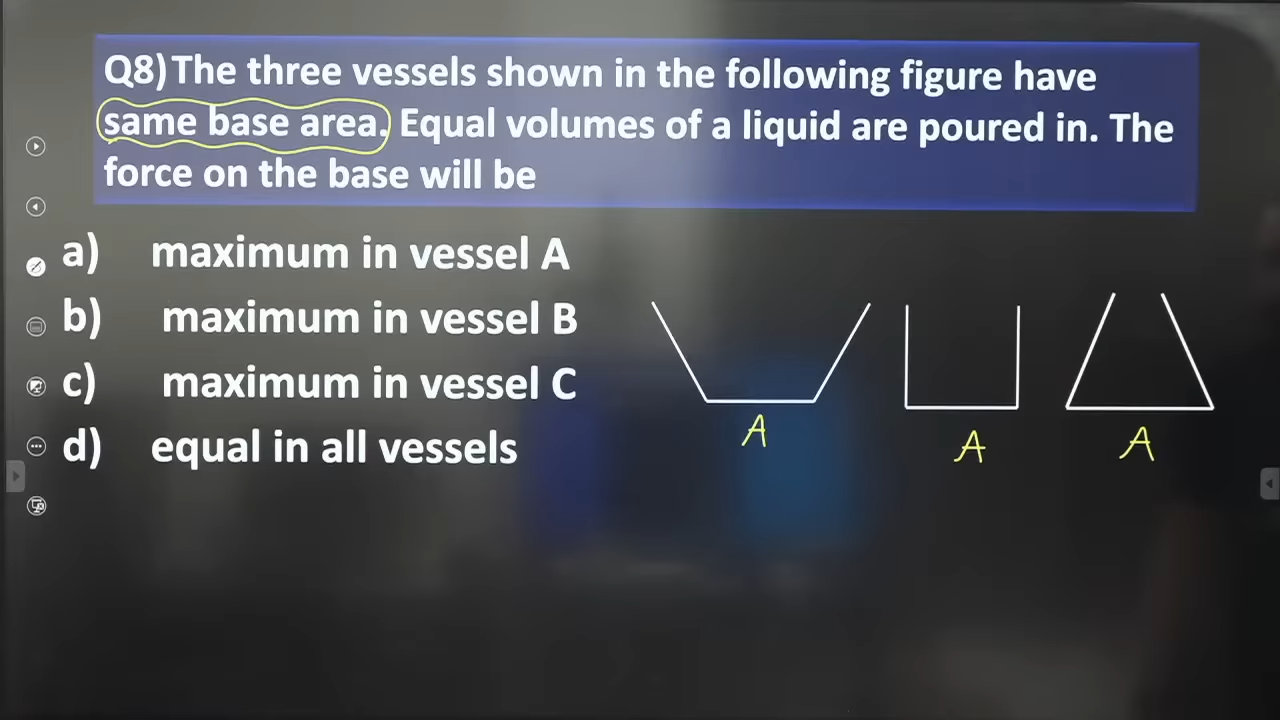 Q8) The three vessels shown in the following figure have
same base area. Equal volumes of a liquid are poured in. The
force on the base will be
a) maximum in vessel A
b) maximum in vessel B
c) maximum in vessel C
d) equal in all vessels
A A A